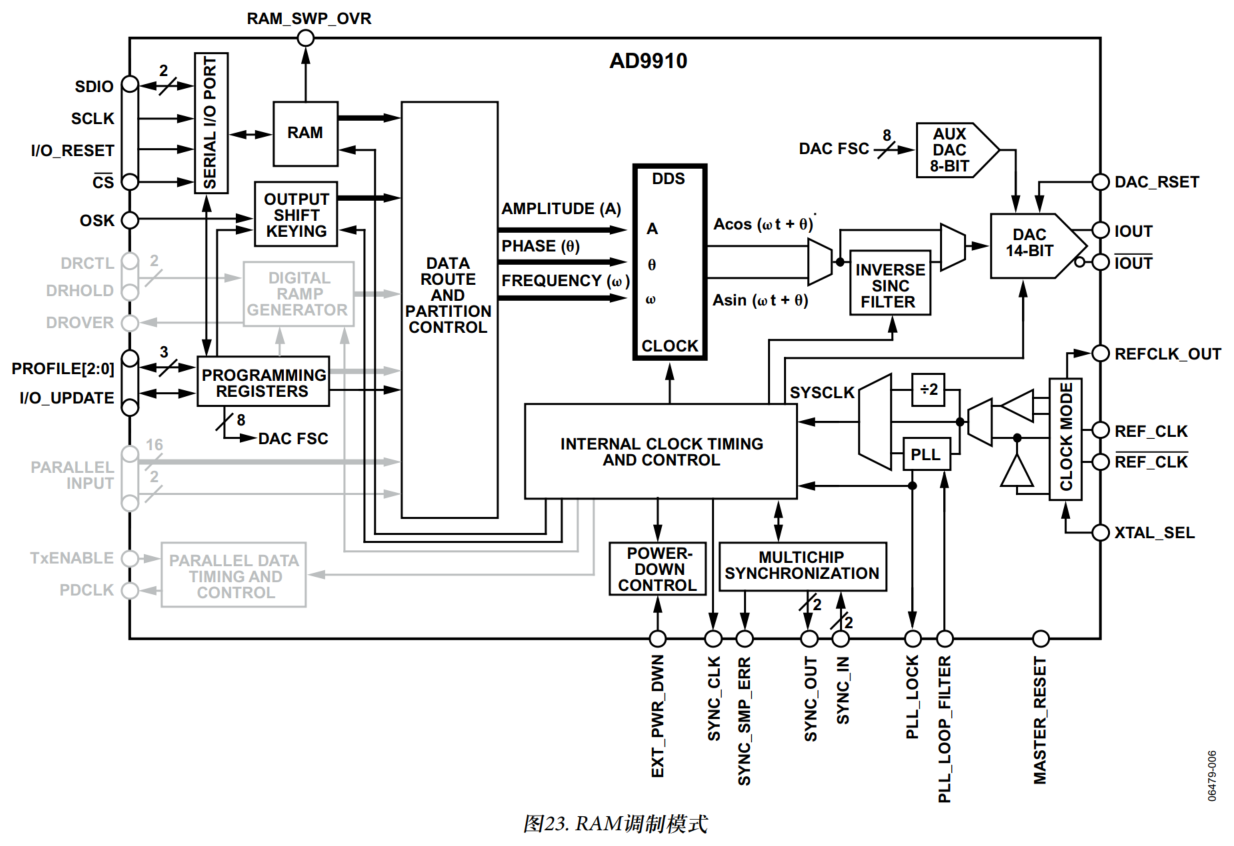 RAM_SWP_OVR
AD9910
SDIO
2
SCLK
I/O_RESET
CS
SERIAL I/O PORT
RAM
OSK
OUTPUT
SHIFT
KEYING
DRCTL
2
DRHOLD
DROVER
DIGITAL
RAMP
GENERATOR
PROFILE[2:0]
3
I/O_UPDATE
PROGRAMMING
REGISTERS
8
DAC FSC
PARALLEL
INPUT
16
2
TxENABLE
PDCLK
PARALLEL DATA
TIMING AND
CONTROL
DATA
ROUTE
AND
PARTITION
CONTROL
AMPLITUDE (A)
PHASE (θ)
FREQUENCY (ω)
DDS
A
θ
ω
CLOCK
Acos (ωt + θ)
Asin (ωt + θ)
INVERSE
SINC
FILTER
DAC FSC
8
AUX
DAC
8-BIT
DAC
14-BIT
DAC_RSET
IOUT
IOUT
REFCLK_OUT
REF_CLK
REF_CLK
XTAL_SEL
CLOCK MODE
÷2
PLL
SYSCLK
INTERNAL CLOCK TIMING
AND CONTROL
POWER-
DOWN
CONTROL
MULTICHIP
SYNCHRONIZATION
2
2
EXT_PWR_DWN
SYNC_CLK
SYNC_SMP_ERR
SYNC_OUT
SYNC_IN
PLL_LOCK
PLL_LOOP_FILTER
MASTER_RESET
06479-006
图23. RAM调制模式